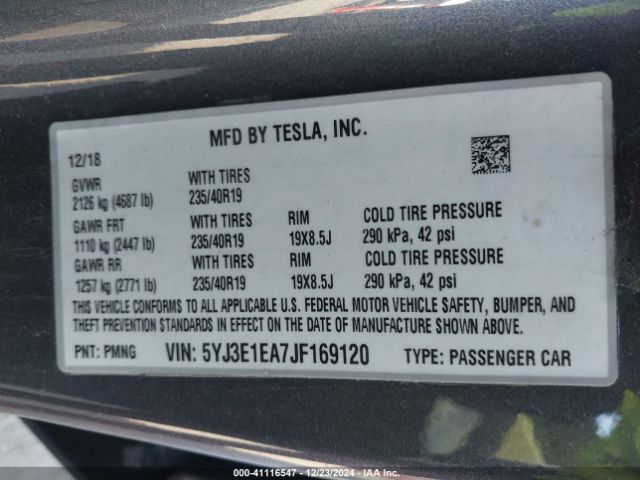 MFD BY TESLA, INC.
12/18
GVWR WITH TIRES
2126 kg (4687 lb) 235/40R19
GAWR FRT WITH TIRES RIM COLD TIRE PRESSURE
1110 kg (2447 lb) 235/40R19 19X8.5J 290 kPa, 42 psi
GAWR RR WITH TIRES RIM COLD TIRE PRESSURE
1257 kg (2771 lb) 235/40R19 19X8.5J 290 kPa, 42 psi
THIS VEHICLE CONFORMS TO ALL APPLICABLE U.S. FEDERAL MOTOR VEHICLE SAFETY, BUMPER, AND
THEFT PREVENTION STANDARDS IN EFFECT ON THE DATE OF MANUFACTURE SHOWN ABOVE.
PNT: PMNG VIN: 5YJ3E1EA7JF169120 TYPE: PASSENGER CAR
000-41116547 - 12/23/2024 - IAA Inc.